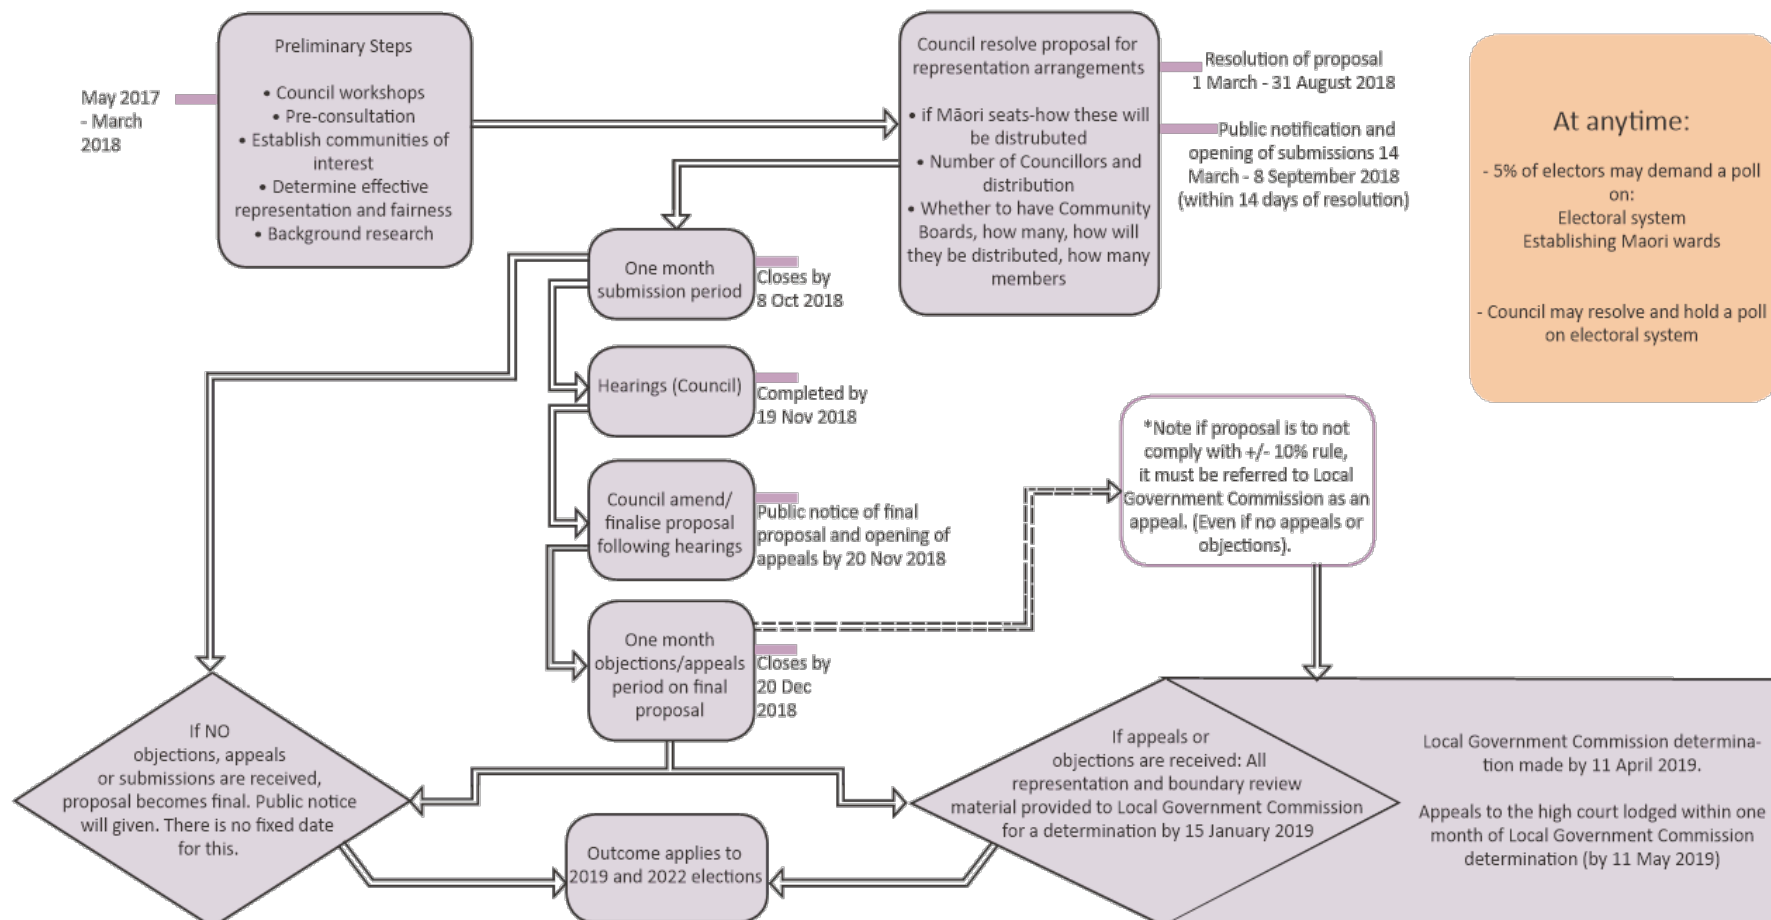 Preliminary Steps
• Council workshops
• Pre-consultation
• Establish communities of
interest
• Determine effective
representation and fairness
• Background research
May 2017
- March
2018
Council resolve proposal for
representation arrangements
• if Māori seats-how these will
be distrubuted
• Number of Councillors and
distribution
• Whether to have Community
Boards, how many, how will
they be distributed, how many
members
Resolution of proposal
1 March - 31 August 2018
Public notification and
opening of submissions 14
March - 8 September 2018
(within 14 days of resolution)
At anytime:
- 5% of electors may demand a poll
on:
Electoral system
Establishing Maori wards
- Council may resolve and hold a poll
on electoral system
One month
submission period
Closes by
8 Oct 2018
Hearings (Council)
Completed by
19 Nov 2018
Council amend/
finalise proposal
following hearings
Public notice of final
proposal and opening of
appeals by 20 Nov 2018
One month
objections/appeals
period on final
proposal
Closes by
20 Dec
2018
*Note if proposal is to not
comply with +/- 10% rule,
it must be referred to Local
Government Commission as an
appeal. (Even if no appeals or
objections).
If NO
objections, appeals
or submissions are received,
proposal becomes final. Public notice
will given. There is no fixed date
for this.
Outcome applies to
2019 and 2022 elections
If appeals or
objections are received: All
representation and boundary review
material provided to Local Government Commission
for a determination by 15 January 2019
Local Government Commission determina-
tion made by 11 April 2019.
Appeals to the high court lodged within one
month of Local Government Commission
determination (by 11 May 2019)